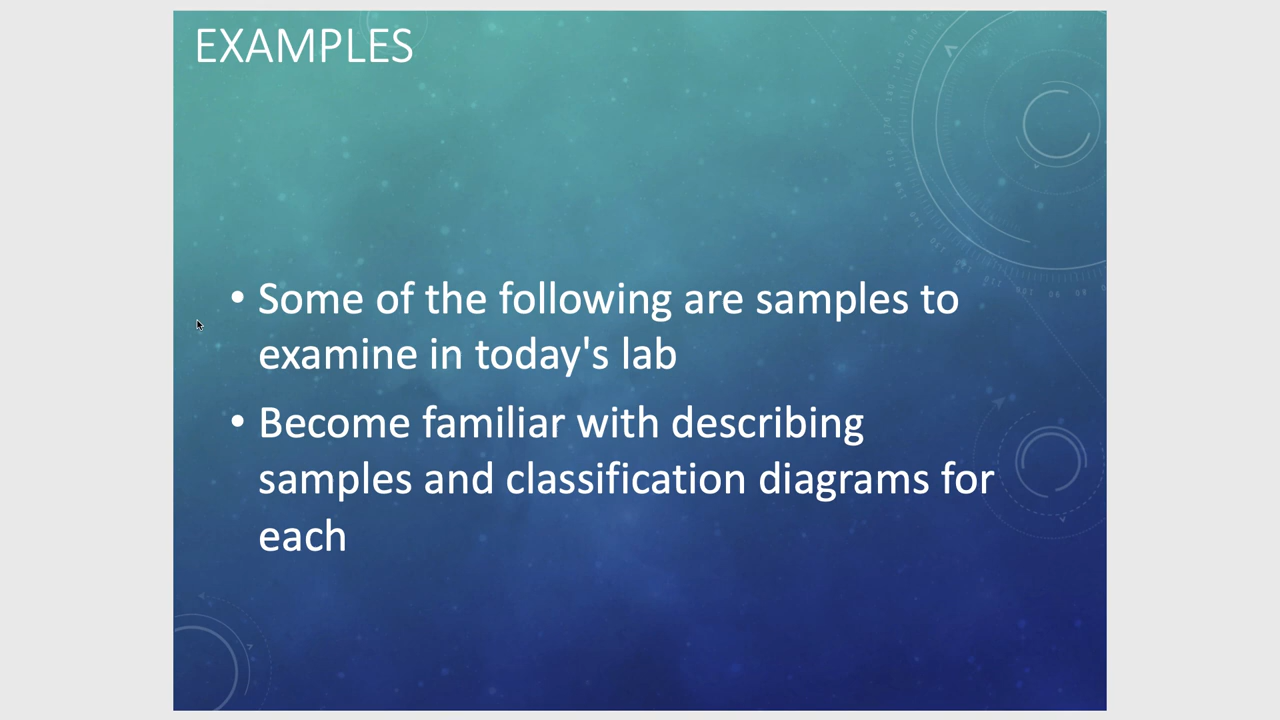 EXAMPLES
• Some of the following are samples to
examine in today's lab
• Become familiar with describing
samples and classification diagrams for
each